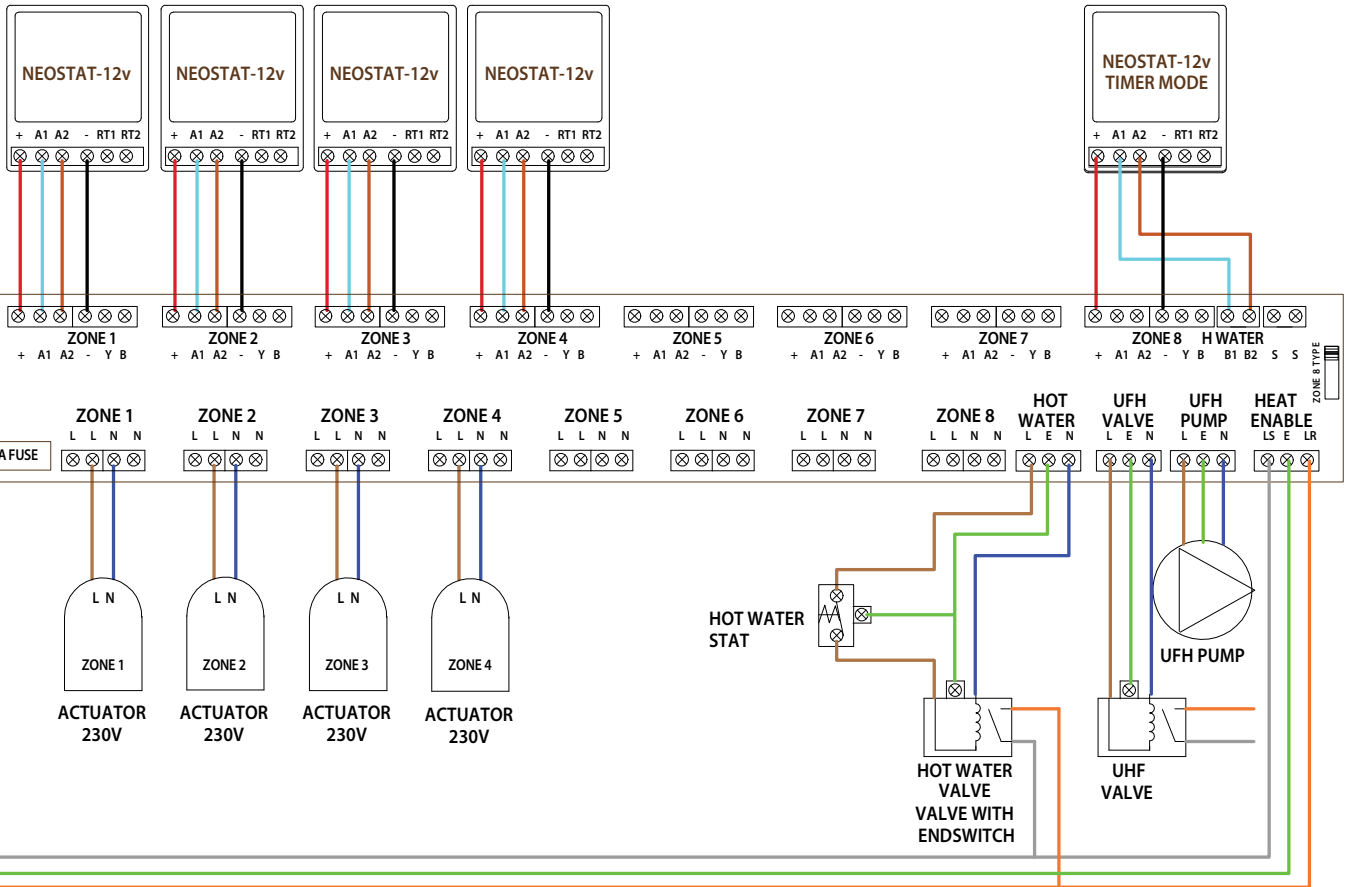 NEOSTAT-12v NEOSTAT-12v NEOSTAT-12v NEOSTAT-12v
NEOSTAT-12v
TIMER MODE
+ A1 A2 - RT1 RT2 + A1 A2 - RT1 RT2 + A1 A2 - RT1 RT2 + A1 A2 - RT1 RT2 + A1 A2 - RT1 RT2
ZONE 1 ZONE 2 ZONE 3 ZONE 4 ZONE 5 ZONE 6 ZONE 7 ZONE 8 H WATER
+ A1 A2 - Y B + A1 A2 - Y B + A1 A2 - Y B + A1 A2 - Y B + A1 A2 - Y B + A1 A2 - Y B + A1 A2 - Y B + A1 A2 - Y B B1 B2 S S
ZONE 8 TYPE
ZONE 1 ZONE 2 ZONE 3 ZONE 4 ZONE 5 ZONE 6 ZONE 7 ZONE 8
HOT
WATER
UFH
VALVE
UFH
PUMP
HEAT
ENABLE
L L N N L L N N L L N N L L N N L L N N L L N N L L N N L L N N L E N L E N L E N LS E LR
A FUSE
L N L N L N L N
ZONE 1 ZONE 2 ZONE 3 ZONE 4
ACTUATOR
230V
ACTUATOR
230V
ACTUATOR
230V
ACTUATOR
230V
HOT WATER
STAT
UFH PUMP
HOT WATER
VALVE
VALVE WITH
ENDSWITCH
UHF
VALVE